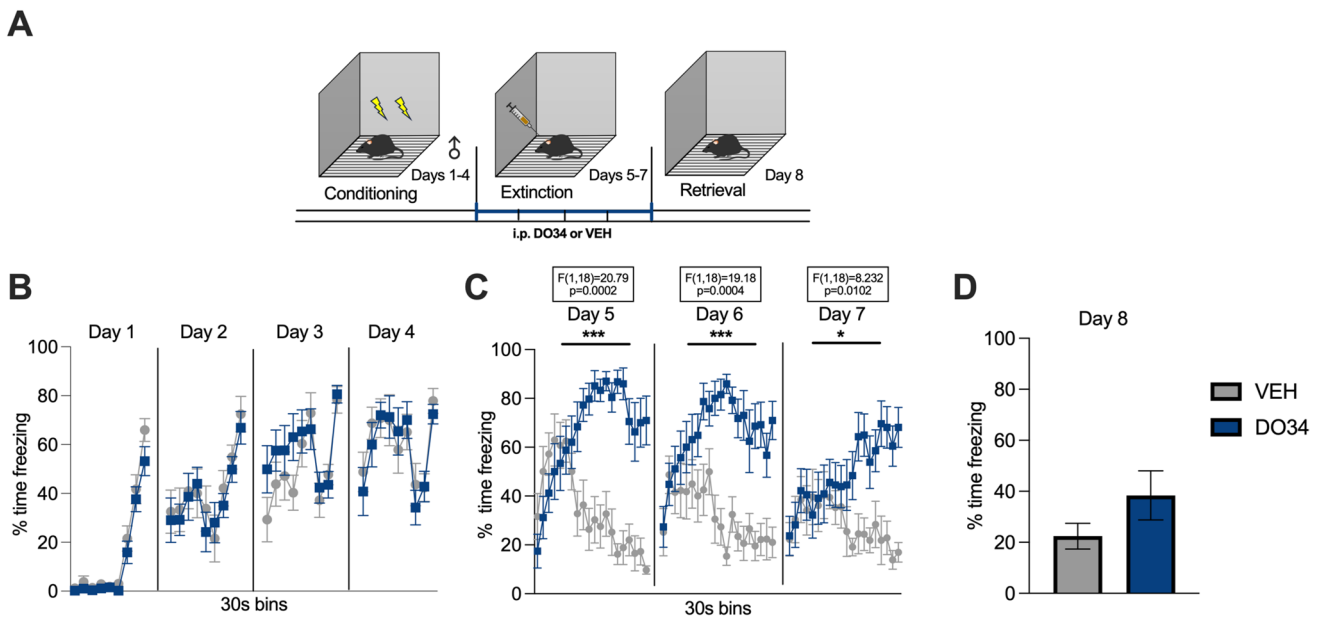 A
♂
Days 1-4
Days 5-7
Day 8
Conditioning
Extinction
Retrieval
i.p. DO34 or VEH
B
Day 1
Day 2
Day 3
Day 4
% time freezing
100
80
60
40
20
0
30s bins
C
F(1,18)=20.79
p=0.0002
F(1,18)=19.18
p=0.0004
F(1,18)=8.232
p=0.0102
Day 5
Day 6
Day 7
***
***
*
% time freezing
100
80
60
40
20
0
30s bins
D
Day 8
% time freezing
100
80
60
40
20
0
VEH
DO34